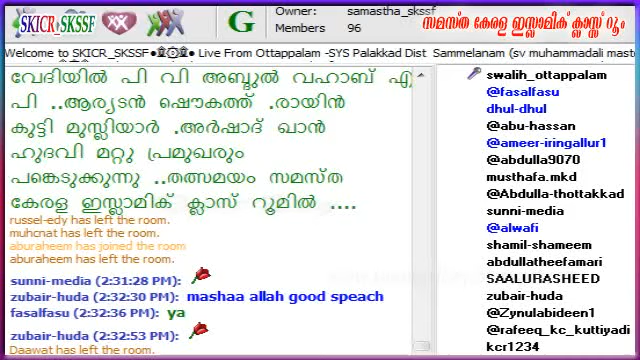 SKICR_SKSSF
G
Owner: samastha_skssf
Members 96
സമസ്ത കേരള ഇസ്ലാമിക് ക്ലാസ്സ് റൂം
Welcome to SKICR_SKSSF●۩۞۩● Live From Ottappalam -SYS Palakkad Dist Sammelanam (sv muhammadali master
വേദിയില്‍ പി വി അബ്ദുല്‍ വഹാബ് എ
പി ..ആര്യടന്‍ ഷൌകത്ത് .രായിന്‍
കുട്ടി മുസ്ലിയാര്‍ .അര്‍ഷാദ് ഖാന്‍
ഹുദവി മറ്റു പ്രമുഖരും
പങ്കെടുക്കുന്നു ..തത്സമയം സമസ്ത
കേരള ഇസ്ലാമിക് ക്ലാസ് റൂമില്‍ ....
russel-edy has left the room.
muhcnat has left the room.
aburaheem has joined the room
aburaheem has left the room.
sunni-media (2:31:28 PM):
zubair-huda (2:32:30 PM): mashaa allah good speach
fasalfasu (2:32:36 PM): ya
zubair-huda (2:32:53 PM):
Daawat has left the room.
swalih_ottappalam
@fasalfasu
dhul-dhul
@abu-hassan
@ameer-iringallur1
@abdulla9070
musthafa.mkd
@Abdulla-thottakkad
sunni-media
@alwafi
shamil-shameem
abdullatheefamari
SAALURASHEED
zubair-huda
@Zynulabideen1
@rafeeq_kc_kuttiyadi
kcr1234